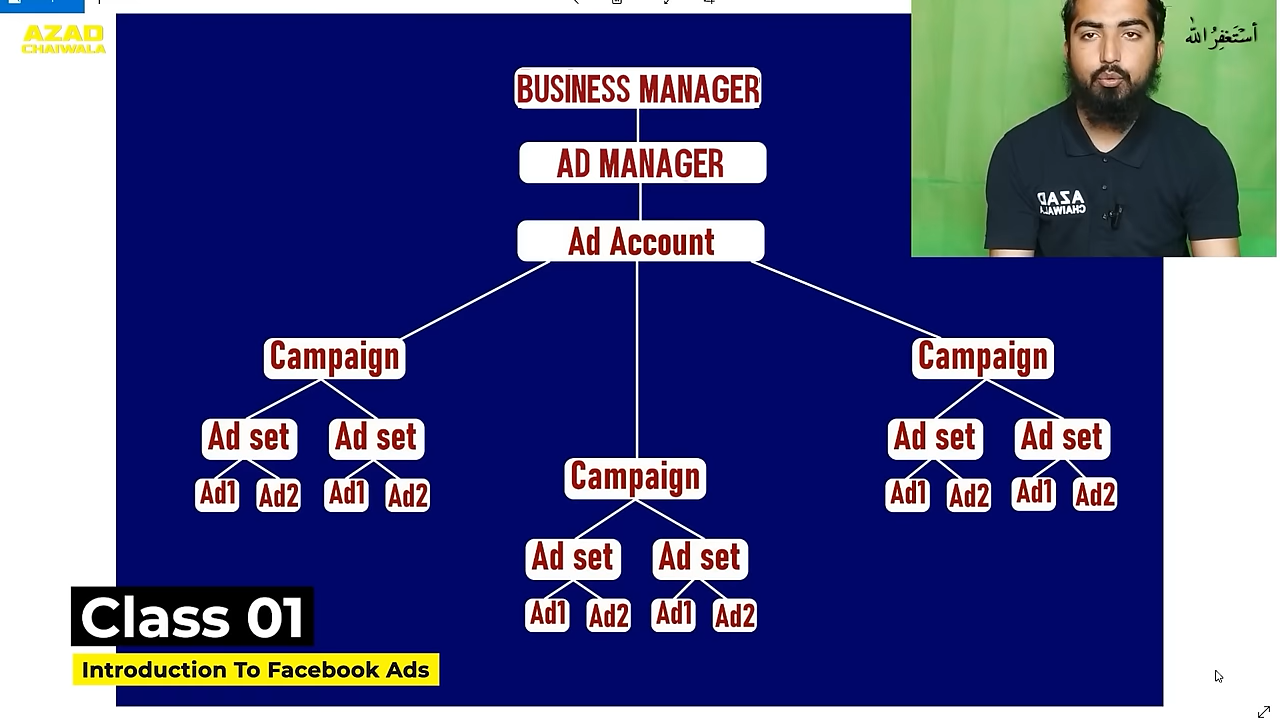 AZAD
CHAIWALA
أستغفر الله
BUSINESS MANAGER
AD MANAGER
Ad Account
Campaign
Campaign
Ad set
Ad set
Ad set
Ad set
Ad1
Ad2
Ad1
Ad2
Ad1
Ad2
Ad1
Ad2
Campaign
Ad set
Ad set
Ad1
Ad2
Ad1
Ad2
AZAD
CHAIWALA
Class 01
Introduction To Facebook Ads